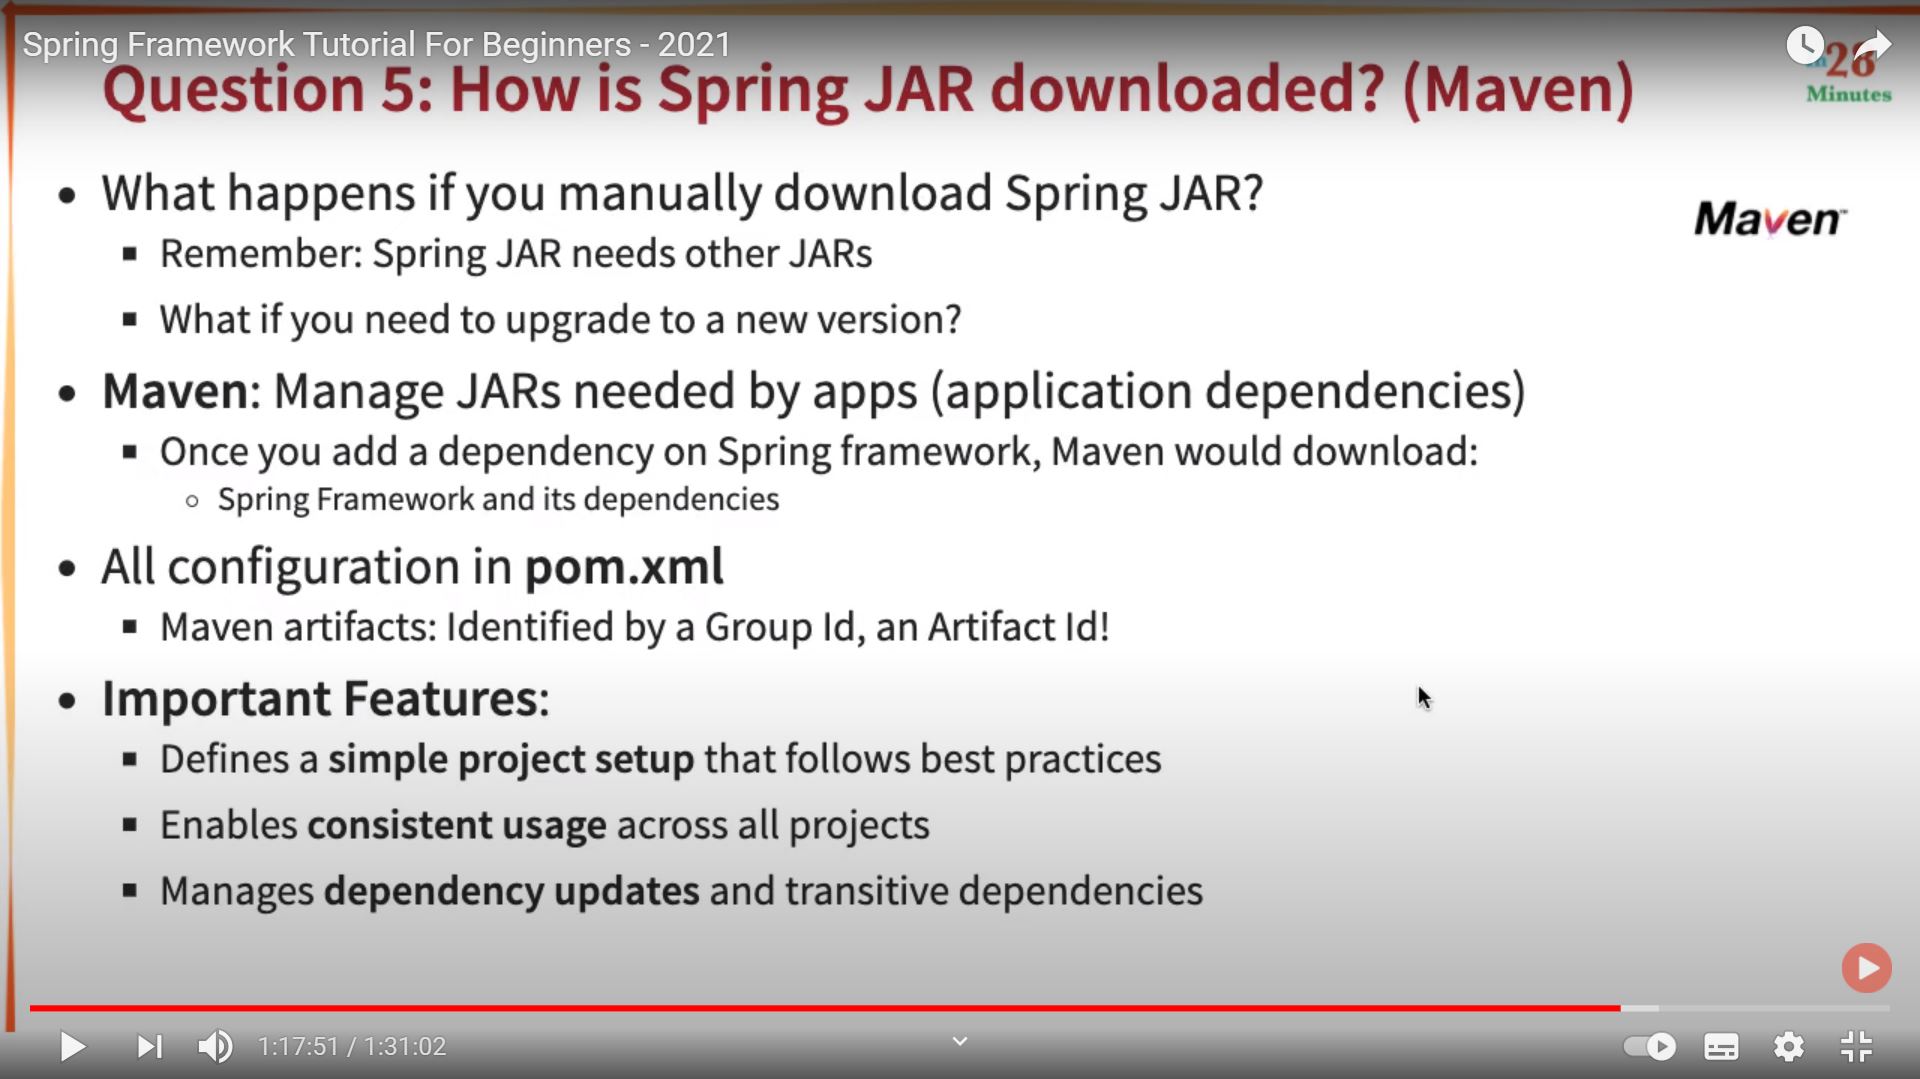 Spring Framework Tutorial For Beginners - 2021
Question 5: How is Spring JAR downloaded? (Maven)
in28
Minutes
• What happens if you manually download Spring JAR?
▪ Remember: Spring JAR needs other JARs
▪ What if you need to upgrade to a new version?
Maven™
• Maven: Manage JARs needed by apps (application dependencies)
▪ Once you add a dependency on Spring framework, Maven would download:
○ Spring Framework and its dependencies
• All configuration in pom.xml
▪ Maven artifacts: Identified by a Group Id, an Artifact Id!
• Important Features:
▪ Defines a simple project setup that follows best practices
▪ Enables consistent usage across all projects
▪ Manages dependency updates and transitive dependencies
1:17:51 / 1:31:02